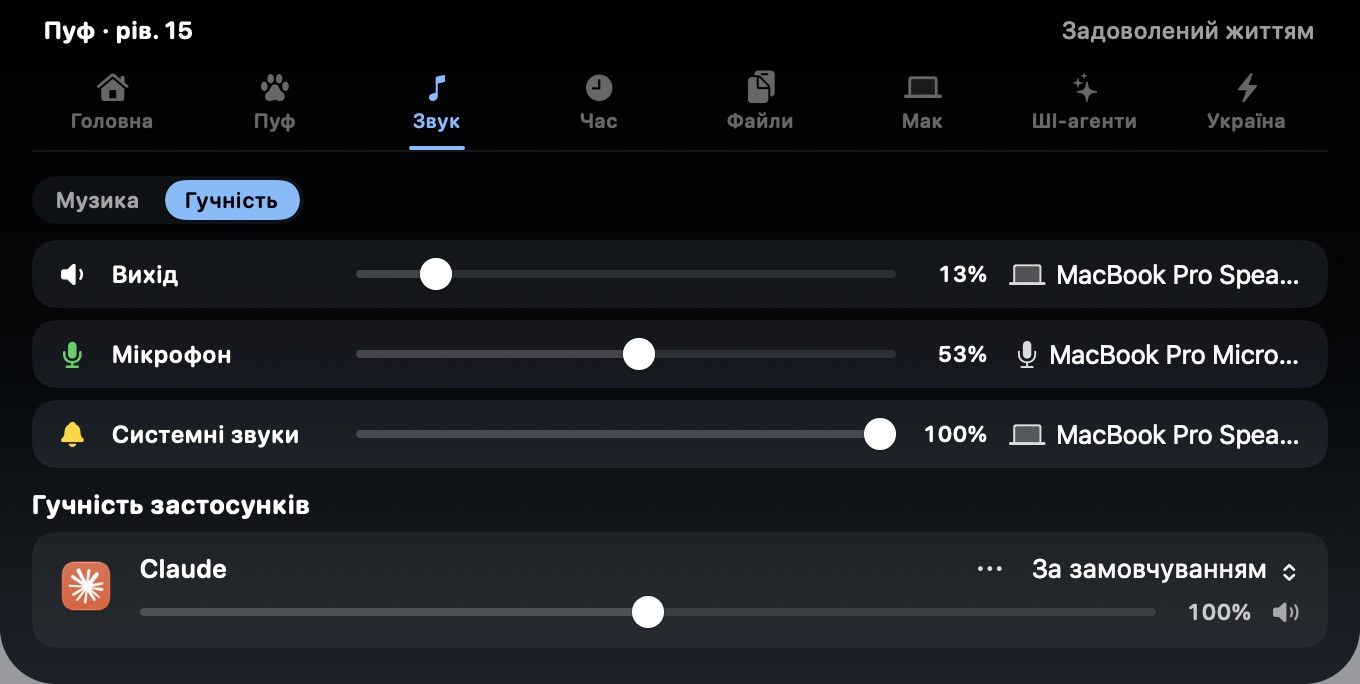 Пуф · рів. 15
Задоволений життям
Головна
Пуф
Звук
Час
Файли
Мак
ШІ-агенти
Україна
Музика
Гучність
Вихід
13%
MacBook Pro Spea...
Мікрофон
53%
MacBook Pro Micro...
Системні звуки
100%
MacBook Pro Spea...
Гучність застосунків
Claude
За замовчуванням
100%